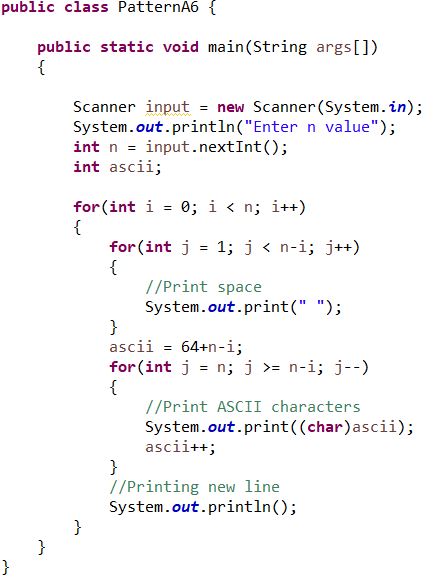 public class PatternA6 {
public static void main(String args[])
{
Scanner input = new Scanner(System.in);
System.out.println("Enter n value");
int n = input.nextInt();
int ascii;
for(int i = 0; i < n; i++)
{
for(int j = 1; j < n-i; j++)
{
//Print space
System.out.print(" ");
}
ascii = 64+n-i;
for(int j = n; j >= n-i; j--)
{
//Print ASCII characters
System.out.print((char)ascii);
ascii++;
}
//Printing new line
System.out.println();
}
}
}